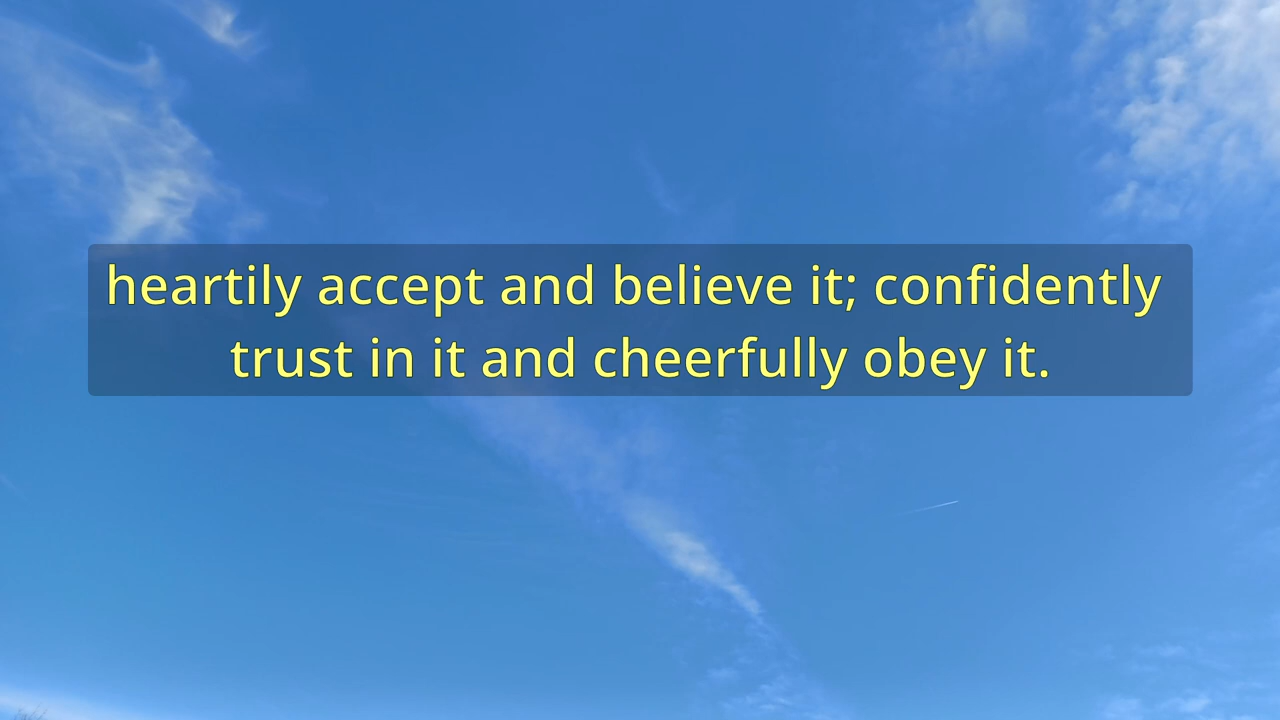 heartily accept and believe it; confidently
trust in it and cheerfully obey it.